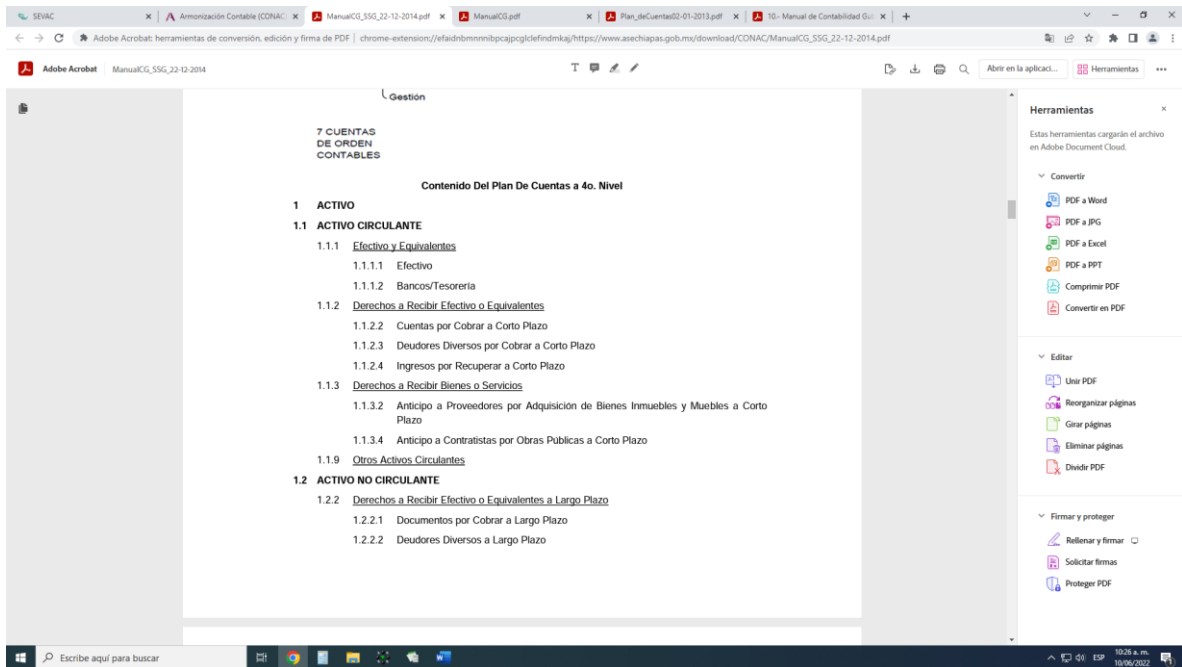 SEVAC
Armonización Contable (CONAC)
ManualCG_SSG_22-12-2014.pdf
ManualCG.pdf
Plan_deCuentas02-01-2013.pdf
10.- Manual de Contabilidad Gub
Adobe Acrobat: herramientas de conversión, edición y firma de PDF | chrome-extension://efaidnbmnnnibpcajpcglclefindmkaj/https://www.asechiapas.gob.mx/download/CONAC/ManualCG_SSG_22-12-2014.pdf
Adobe Acrobat ManualCG_SSG_22-12-2014
Abrir en la aplicaci...
Herramientas
Gestión
7 CUENTAS
DE ORDEN
CONTABLES
Contenido Del Plan De Cuentas a 4o. Nivel
1 ACTIVO
1.1 ACTIVO CIRCULANTE
1.1.1 Efectivo y Equivalentes
1.1.1.1 Efectivo
1.1.1.2 Bancos/Tesorería
1.1.2 Derechos a Recibir Efectivo o Equivalentes
1.1.2.2 Cuentas por Cobrar a Corto Plazo
1.1.2.3 Deudores Diversos por Cobrar a Corto Plazo
1.1.2.4 Ingresos por Recuperar a Corto Plazo
1.1.3 Derechos a Recibir Bienes o Servicios
1.1.3.2 Anticipo a Proveedores por Adquisición de Bienes Inmuebles y Muebles a Corto
Plazo
1.1.3.4 Anticipo a Contratistas por Obras Públicas a Corto Plazo
1.1.9 Otros Activos Circulantes
1.2 ACTIVO NO CIRCULANTE
1.2.2 Derechos a Recibir Efectivo o Equivalentes a Largo Plazo
1.2.2.1 Documentos por Cobrar a Largo Plazo
1.2.2.2 Deudores Diversos a Largo Plazo
Herramientas
Estas herramientas cargarán el archivo
en Adobe Document Cloud.
Convertir
PDF a Word
PDF a JPG
PDF a Excel
PDF a PPT
Comprimir PDF
Convertir en PDF
Editar
Unir PDF
Reorganizar páginas
Girar páginas
Eliminar páginas
Dividir PDF
Firmar y proteger
Rellenar y firmar
Solicitar firmas
Proteger PDF
Escribe aquí para buscar
ESP
10:26 a. m.
10/06/2022